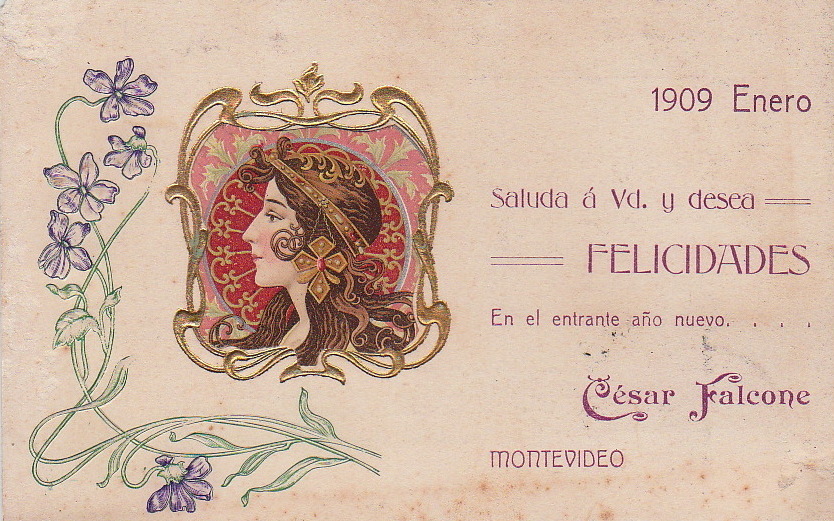 1909 Enero
Saluda á Vd. y desea
FELICIDADES
En el entrante año nuevo. . . .
César Falcone
MONTEVIDEO